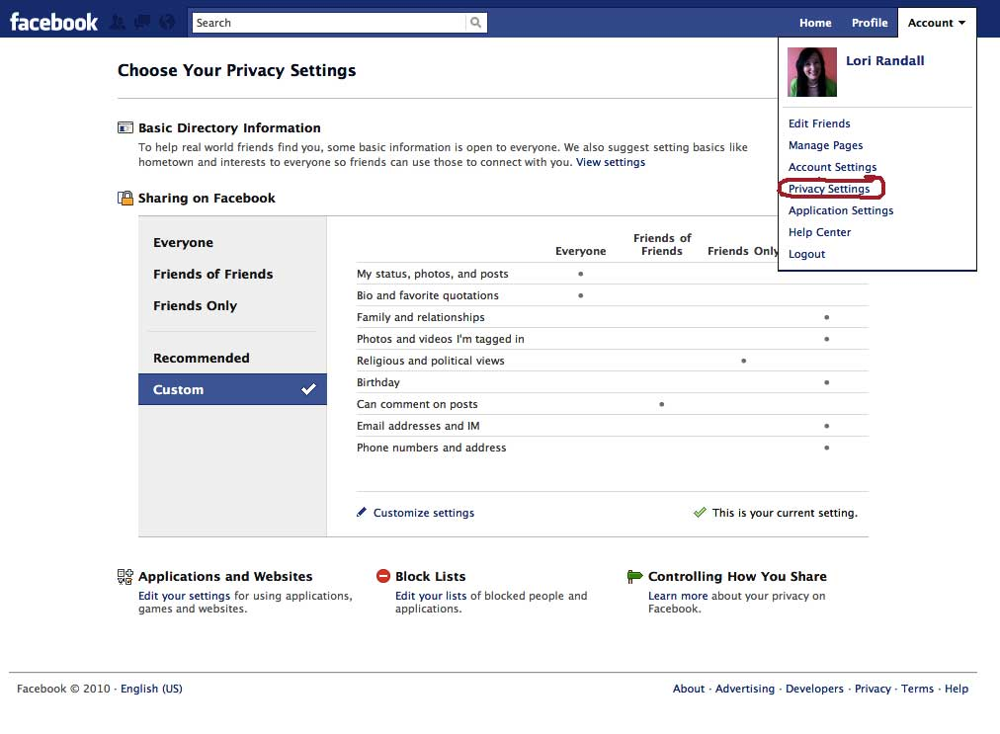 facebook
Search
Home Profile Account
Lori Randall
Edit Friends
Manage Pages
Account Settings
Privacy Settings
Application Settings
Help Center
Logout
Choose Your Privacy Settings
Basic Directory Information
To help real world friends find you, some basic information is open to everyone. We also suggest setting basics like
hometown and interests to everyone so friends can use those to connect with you. View settings
Sharing on Facebook
Everyone
Friends of Friends
Friends Only
Recommended
Custom
Everyone Friends of Friends Friends Only
My status, photos, and posts
Bio and favorite quotations
Family and relationships
Photos and videos I'm tagged in
Religious and political views
Birthday
Can comment on posts
Email addresses and IM
Phone numbers and address
Customize settings
This is your current setting.
Applications and Websites
Edit your settings for using applications,
games and websites.
Block Lists
Edit your lists of blocked people and
applications.
Controlling How You Share
Learn more about your privacy on
Facebook.
Facebook © 2010 · English (US)
About · Advertising · Developers · Privacy · Terms · Help